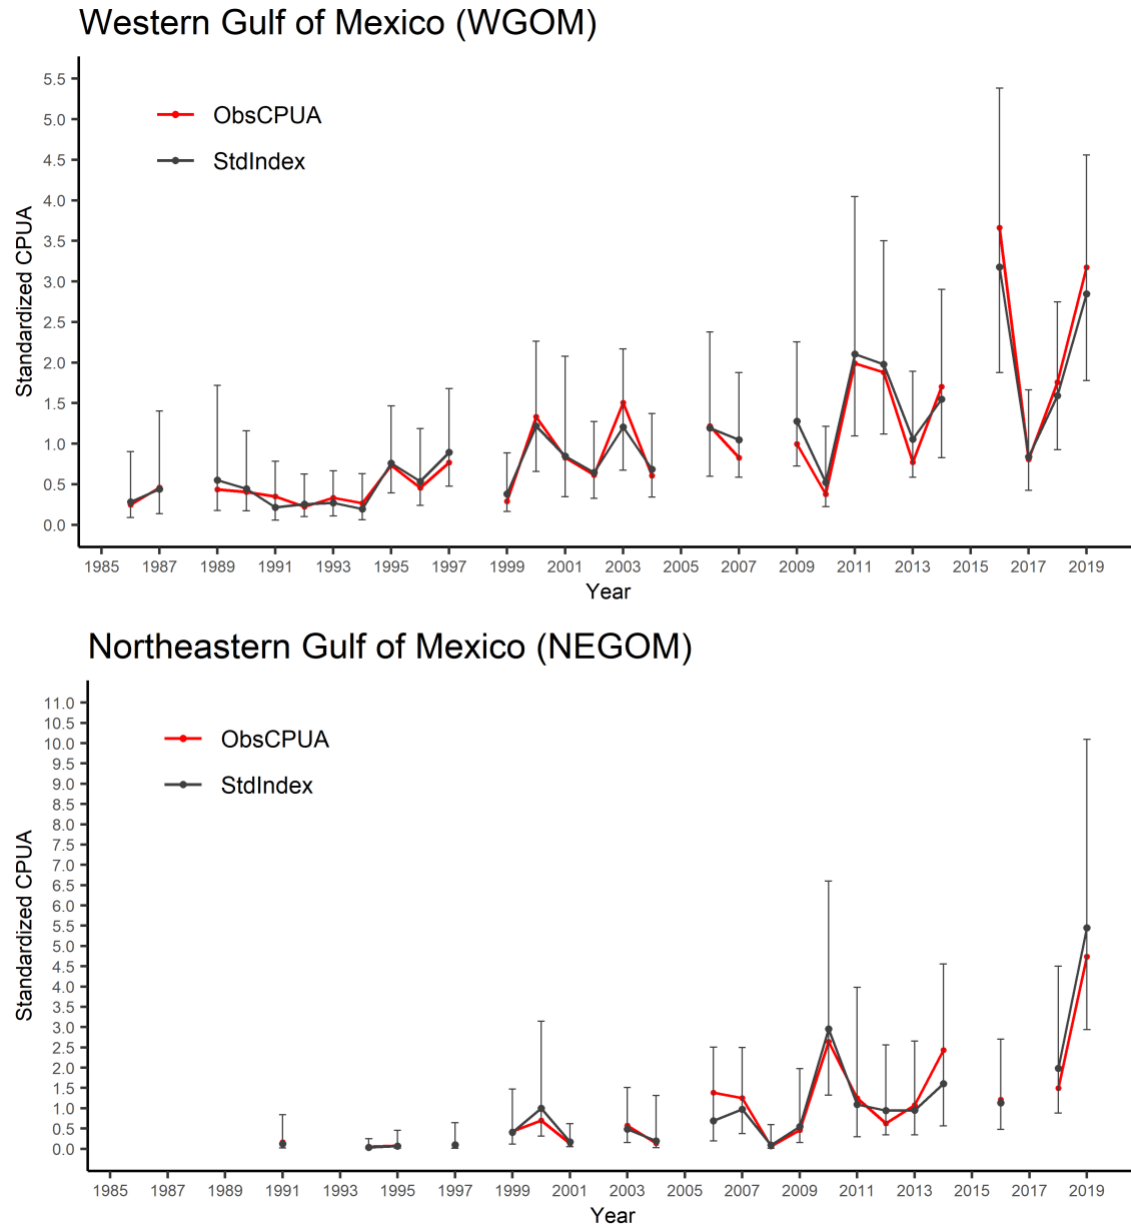 Western Gulf of Mexico (WGOM)
5.5
5.0
4.5
4.0
3.5
3.0
2.5
2.0
1.5
1.0
0.5
0.0
Standardized CPUA
ObsCPUA
StdIndex
1985 1987 1989 1991 1993 1995 1997 1999 2001 2003 2005 2007 2009 2011 2013 2015 2017 2019
Year
Northeastern Gulf of Mexico (NEGOM)
11.0
10.5
10.0
9.5
9.0
8.5
8.0
7.5
7.0
6.5
6.0
5.5
5.0
4.5
4.0
3.5
3.0
2.5
2.0
1.5
1.0
0.5
0.0
Standardized CPUA
ObsCPUA
StdIndex
1985 1987 1989 1991 1993 1995 1997 1999 2001 2003 2005 2007 2009 2011 2013 2015 2017 2019
Year